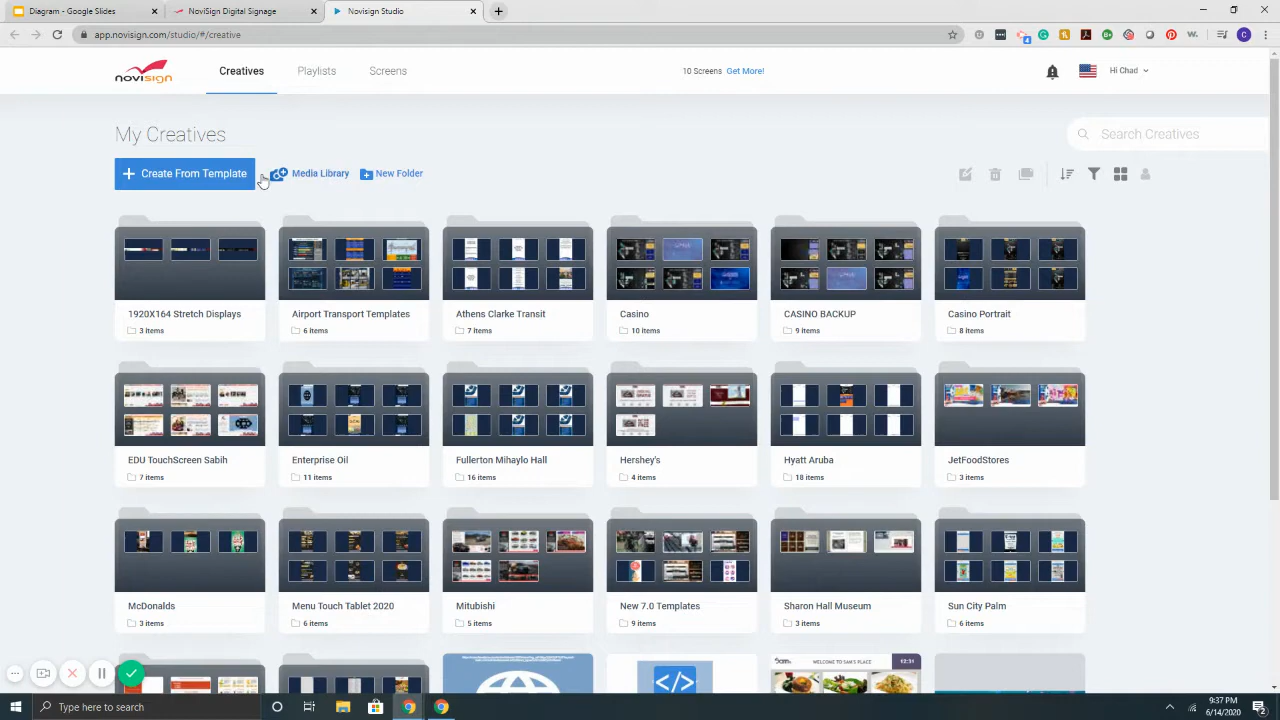 Diagram - Google Slides
NoviSign Digital Signage
Novisign Studio
app.novisign.com/studio/#/creative
novisign
Creatives
Playlists
Screens
10 Screens Get More!
Hi Chad
My Creatives
Search Creatives
Create From Template
Media Library
New Folder
1920X164 Stretch Displays
Airport Transport Templates
Athens Clarke Transit
Casino
CASINO BACKUP
Casino Portrait
3 items
6 items
7 items
10 items
9 items
8 items
EDU TouchScreen Sabih
Enterprise Oil
Fullerton Mihaylo Hall
Hershey's
Hyatt Aruba
JetFoodStores
7 items
11 items
16 items
4 items
18 items
3 items
McDonalds
Menu Touch Tablet 2020
Mitubishi
New 7.0 Templates
Sharon Hall Museum
Sun City Palm
3 items
6 items
5 items
9 items
3 items
6 items
</>
Sam's
WELCOME TO SAM'S PLACE
12:31
Type here to search
9:37 PM
6/14/2020
2